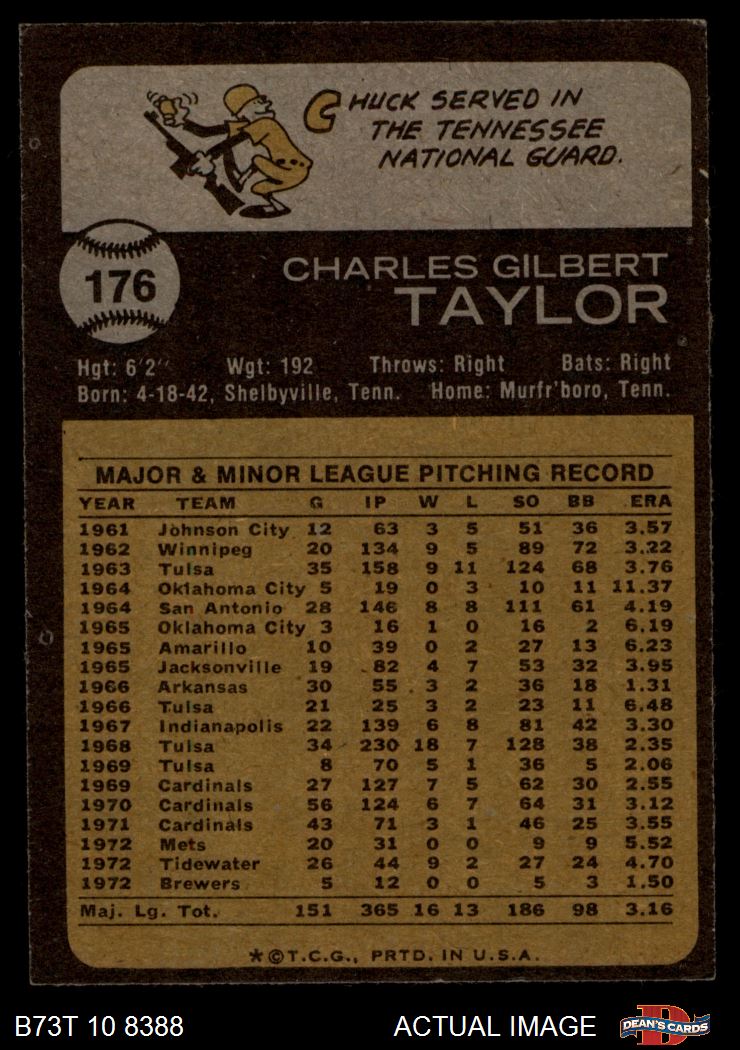 CHUCK SERVED IN
THE TENNESSEE
NATIONAL GUARD.
176
CHARLES GILBERT
TAYLOR
Hgt: 6'2" Wgt: 192 Throws: Right Bats: Right
Born: 4-18-42, Shelbyville, Tenn. Home: Murfr'boro, Tenn.
MAJOR & MINOR LEAGUE PITCHING RECORD
YEAR TEAM G IP W L SO BB ERA
1961 Johnson City 12 63 3 5 51 36 3.57
1962 Winnipeg 20 134 9 5 89 72 3.22
1963 Tulsa 35 158 9 11 124 68 3.76
1964 Oklahoma City 5 19 0 3 10 11 11.37
1964 San Antonio 28 146 8 8 111 61 4.19
1965 Oklahoma City 3 16 1 0 16 2 6.19
1965 Amarillo 10 39 0 2 27 13 6.23
1965 Jacksonville 19 82 4 7 53 32 3.95
1966 Arkansas 30 55 3 2 36 18 1.31
1966 Tulsa 21 25 3 2 23 11 6.48
1967 Indianapolis 22 139 6 8 81 42 3.30
1968 Tulsa 34 230 18 7 128 38 2.35
1969 Tulsa 8 70 5 1 36 5 2.06
1969 Cardinals 27 127 7 5 62 30 2.55
1970 Cardinals 56 124 6 7 64 31 3.12
1971 Cardinals 43 71 3 1 46 25 3.55
1972 Mets 20 31 0 0 9 9 5.52
1972 Tidewater 26 44 9 2 27 24 4.70
1972 Brewers 5 12 0 0 5 3 1.50
Maj. Lg. Tot. 151 365 16 13 186 98 3.16
*©T.C.G., PRTD. IN U.S.A.
B73T 10 8388 ACTUAL IMAGE D DEAN'S CARDS